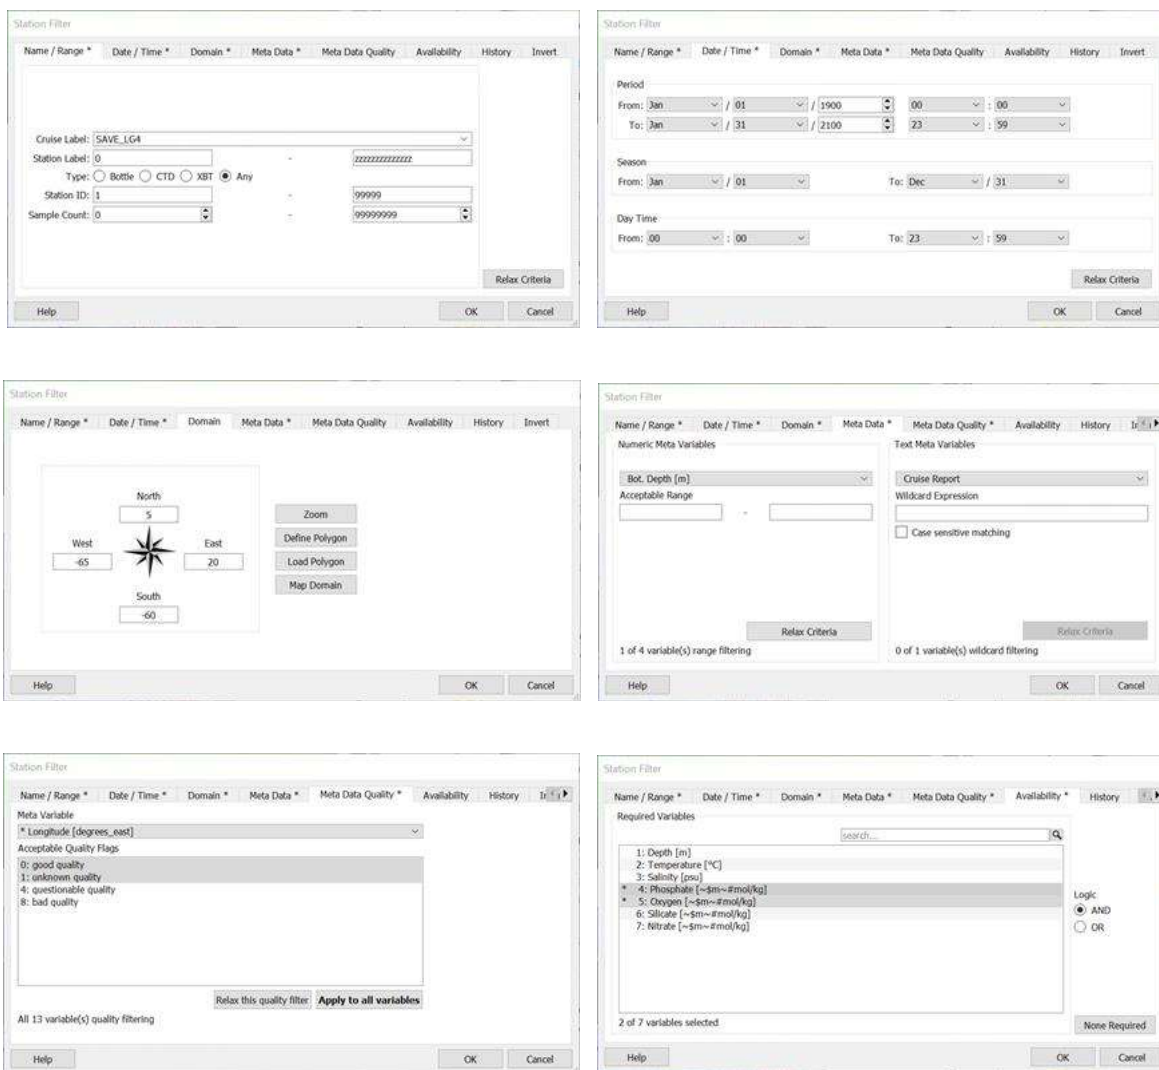 Station Filter
Name / Range * Date / Time * Domain * Meta Data * Meta Data Quality Availability History Invert
Cruise Label: SAVE_LG4
Station Label: 0 - zzzzzzzzzzzzzz
Type: Bottle CTD XBT Any
Station ID: 1 - 99999
Sample Count: 0 - 99999999
Relax Criteria
Help OK Cancel
Station Filter
Name / Range * Date / Time * Domain * Meta Data * Meta Data Quality Availability History Invert
Period
From: Jan / 01 / 1900 00 : 00
To: Jan / 31 / 2100 23 : 59
Season
From: Jan / 01 To: Dec / 31
Day Time
From: 00 : 00 To: 23 : 59
Relax Criteria
Help OK Cancel
Station Filter
Name / Range * Date / Time * Domain Meta Data * Meta Data Quality Availability History Invert
North
5
Zoom
West East
Define Polygon
-65 20
Load Polygon
South
Map Domain
-60
Help OK Cancel
Station Filter
Name / Range * Date / Time * Domain * Meta Data * Meta Data Quality * Availability History
Numeric Meta Variables Text Meta Variables
Bot. Depth [m] Cruise Report
Acceptable Range Wildcard Expression
-
Case sensitive matching
Relax Criteria Relax Criteria
1 of 4 variable(s) range filtering 0 of 1 variable(s) wildcard filtering
Help OK Cancel
Station Filter
Name / Range * Date / Time * Domain * Meta Data * Meta Data Quality * Availability History
Meta Variable
* Longitude [degrees_east]
Acceptable Quality Flags
0: good quality
1: unknown quality
4: questionable quality
8: bad quality
Relax this quality filter Apply to all variables
All 13 variable(s) quality filtering
Help OK Cancel
Station Filter
Name / Range * Date / Time * Domain * Meta Data * Meta Data Quality * Availability * History
Required Variables
search...
1: Depth [m]
2: Temperature [°C]
3: Salinity [psu]
* 4: Phosphate [~$m~#mol/kg]
* 5: Oxygen [~$m~#mol/kg]
6: Silicate [~$m~#mol/kg]
7: Nitrate [~$m~#mol/kg]
Logic
AND
OR
2 of 7 variables selected None Required
Help OK Cancel